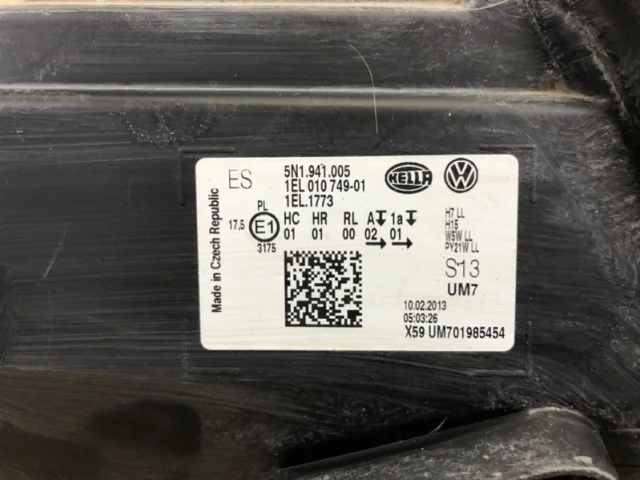 ES
5N1.941.005
1EL 010 749-01
1EL.1773
HELLA
Made in Czech Republic
PL
17,5 E1
3175
HC HR RL A 1a
01 01 00 02 01
H7 LL
H15
W5W LL
PY21W LL
S13
UM7
10.02.2013
05:03:26
X59 UM701985454